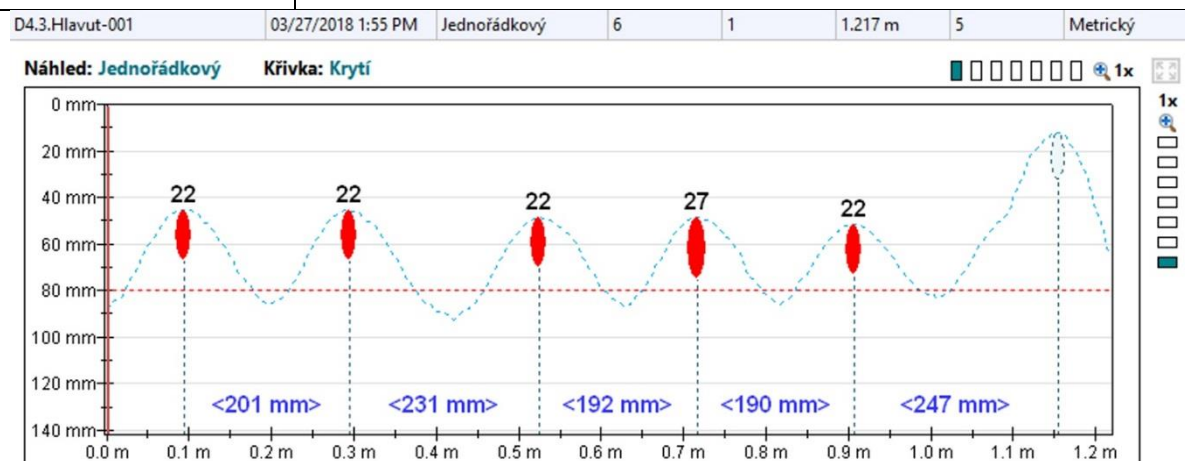 D4.3.Hlavut-001 03/27/2018 1:55 PM Jednořádkový 6 1 1.217 m 5 Metrický
Náhled: Jednořádkový Křivka: Krytí 1x
1x
0 mm
20 mm
40 mm
60 mm
80 mm
100 mm
120 mm
140 mm
22 22 22 27 22
<201 mm> <231 mm> <192 mm> <190 mm> <247 mm>
0.0 m 0.1 m 0.2 m 0.3 m 0.4 m 0.5 m 0.6 m 0.7 m 0.8 m 0.9 m 1.0 m 1.1 m 1.2 m